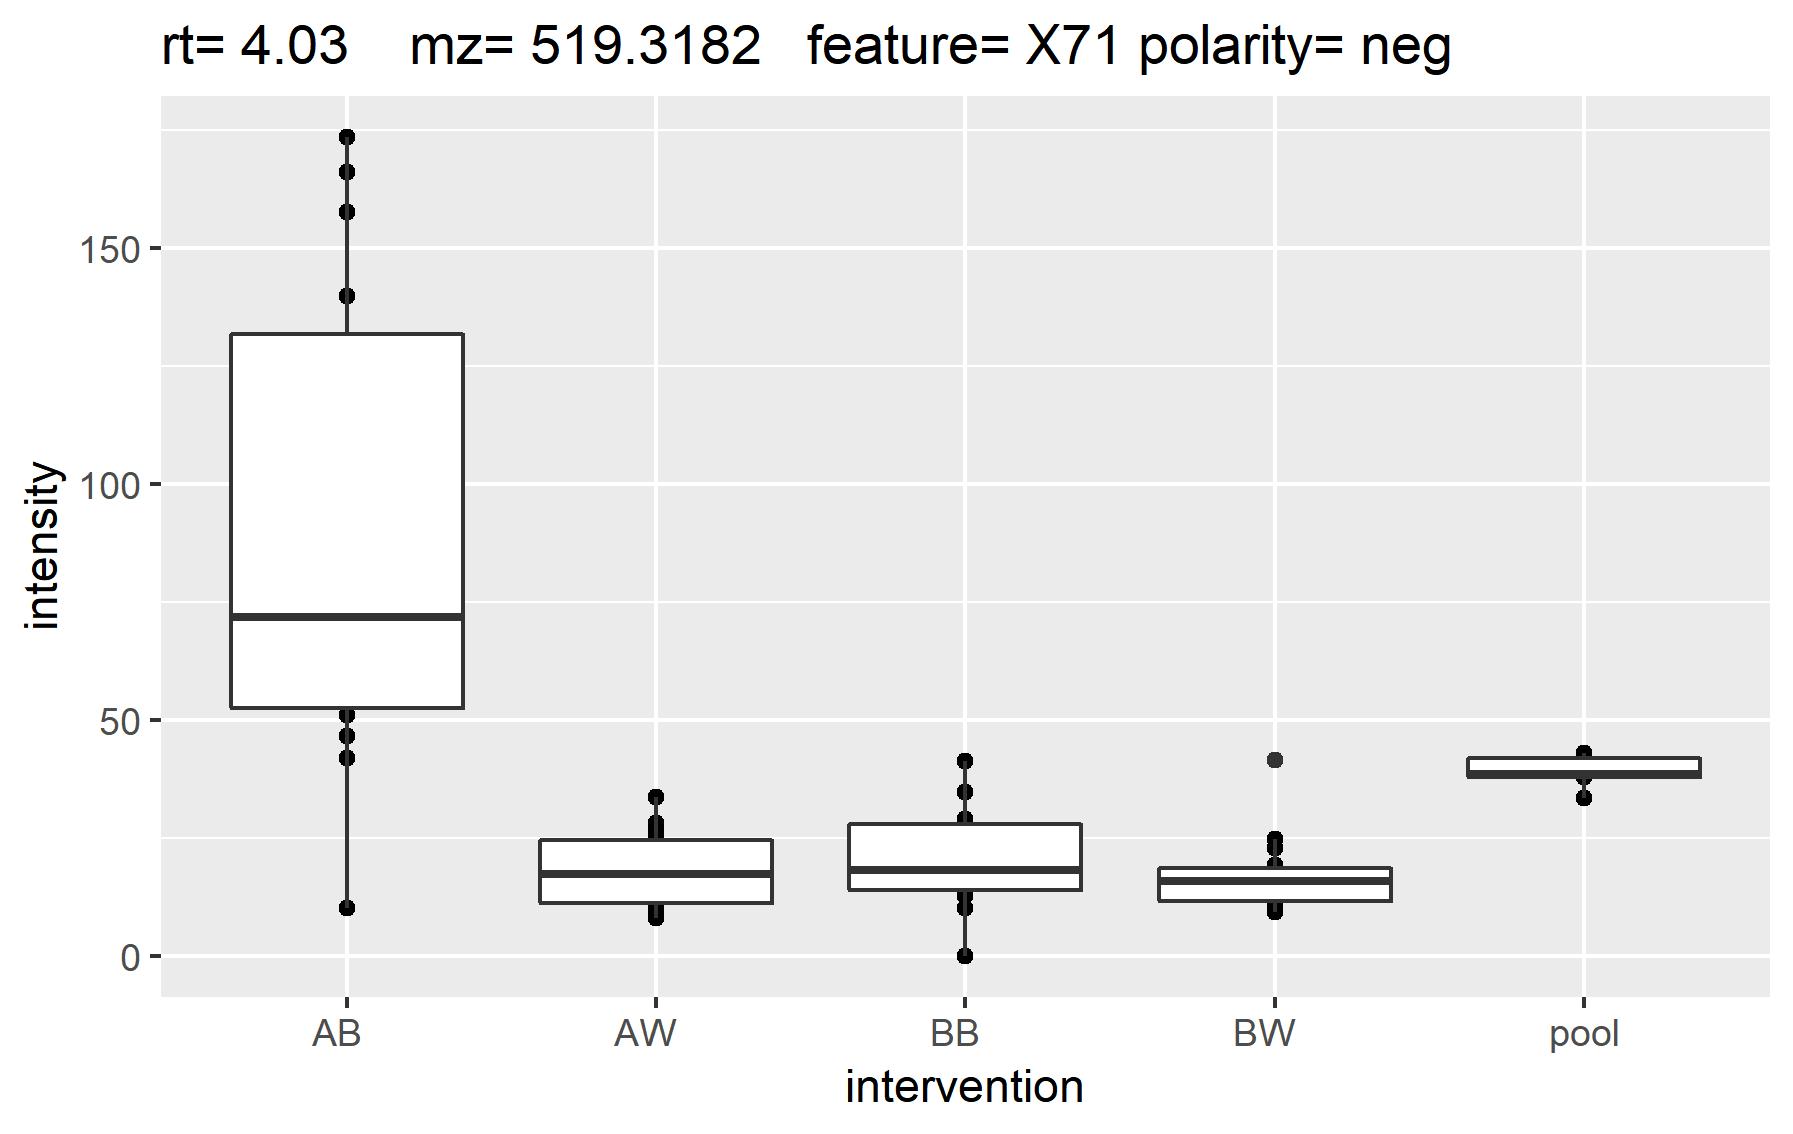 rt= 4.03 mz= 519.3182 feature= X71 polarity= neg
intensity
150
100
50
0
AB AW BB BW pool
intervention